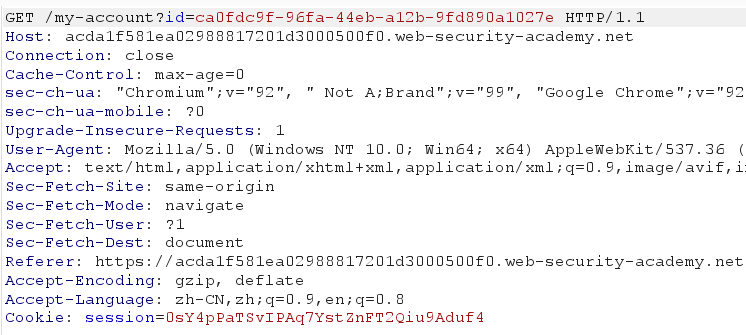 GET /my-account?id=ca0fdc9f-96fa-44eb-a12b-9fd890a1027e HTTP/1.1
Host: acda1f581ea02988817201d3000500f0.web-security-academy.net
Connection: close
Cache-Control: max-age=0
sec-ch-ua: "Chromium";v="92", " Not A;Brand";v="99", "Google Chrome";v="92
sec-ch-ua-mobile: ?0
Upgrade-Insecure-Requests: 1
User-Agent: Mozilla/5.0 (Windows NT 10.0; Win64; x64) AppleWebKit/537.36 (
Accept: text/html,application/xhtml+xml,application/xml;q=0.9,image/avif,i
Sec-Fetch-Site: same-origin
Sec-Fetch-Mode: navigate
Sec-Fetch-User: ?1
Sec-Fetch-Dest: document
Referer: https://acda1f581ea02988817201d3000500f0.web-security-academy.net
Accept-Encoding: gzip, deflate
Accept-Language: zh-CN,zh;q=0.9,en;q=0.8
Cookie: session=0sY4pPaTSvIPAq7YstZnFT2Qiu9Aduf4